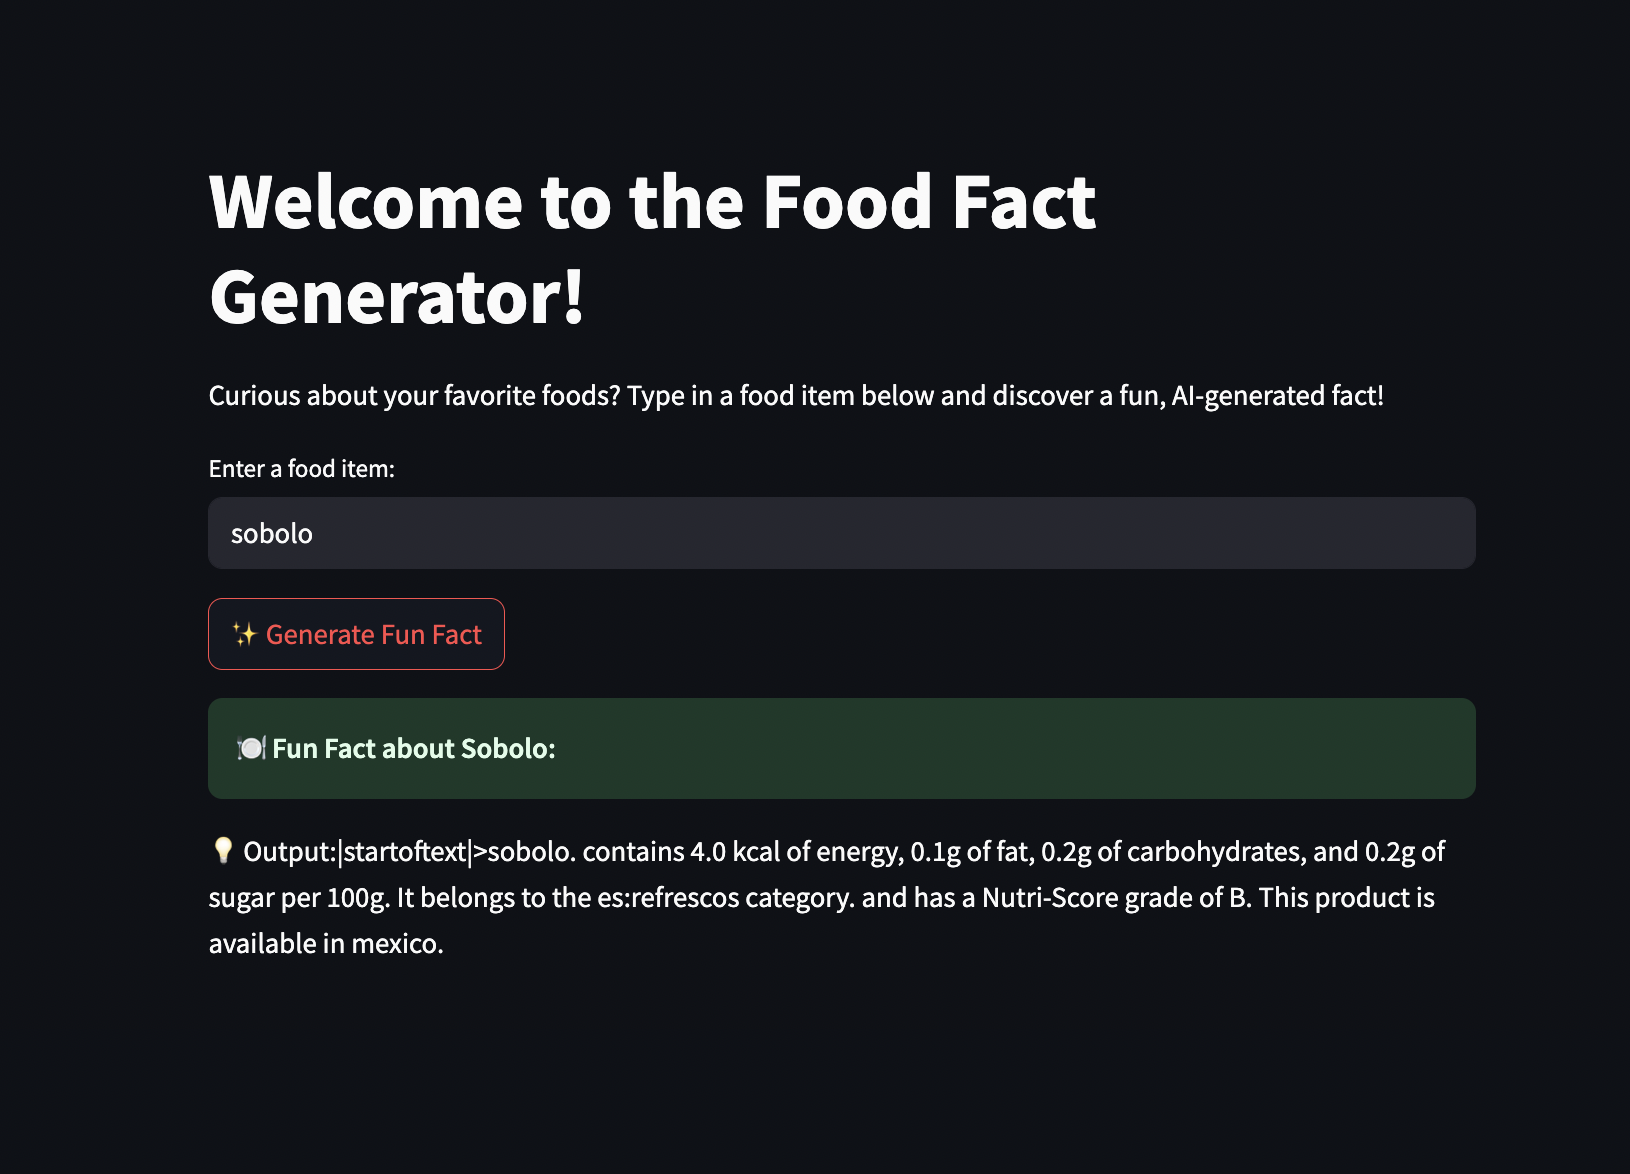 Welcome to the Food Fact
Generator!
Curious about your favorite foods? Type in a food item below and discover a fun, AI-generated fact!
Enter a food item:
sobolo
✨ Generate Fun Fact
🍽️ Fun Fact about Sobolo:
💡 Output:|startoftext|>sobolo. contains 4.0 kcal of energy, 0.1g of fat, 0.2g of carbohydrates, and 0.2g of
sugar per 100g. It belongs to the es:refrescos category. and has a Nutri-Score grade of B. This product is
available in mexico.